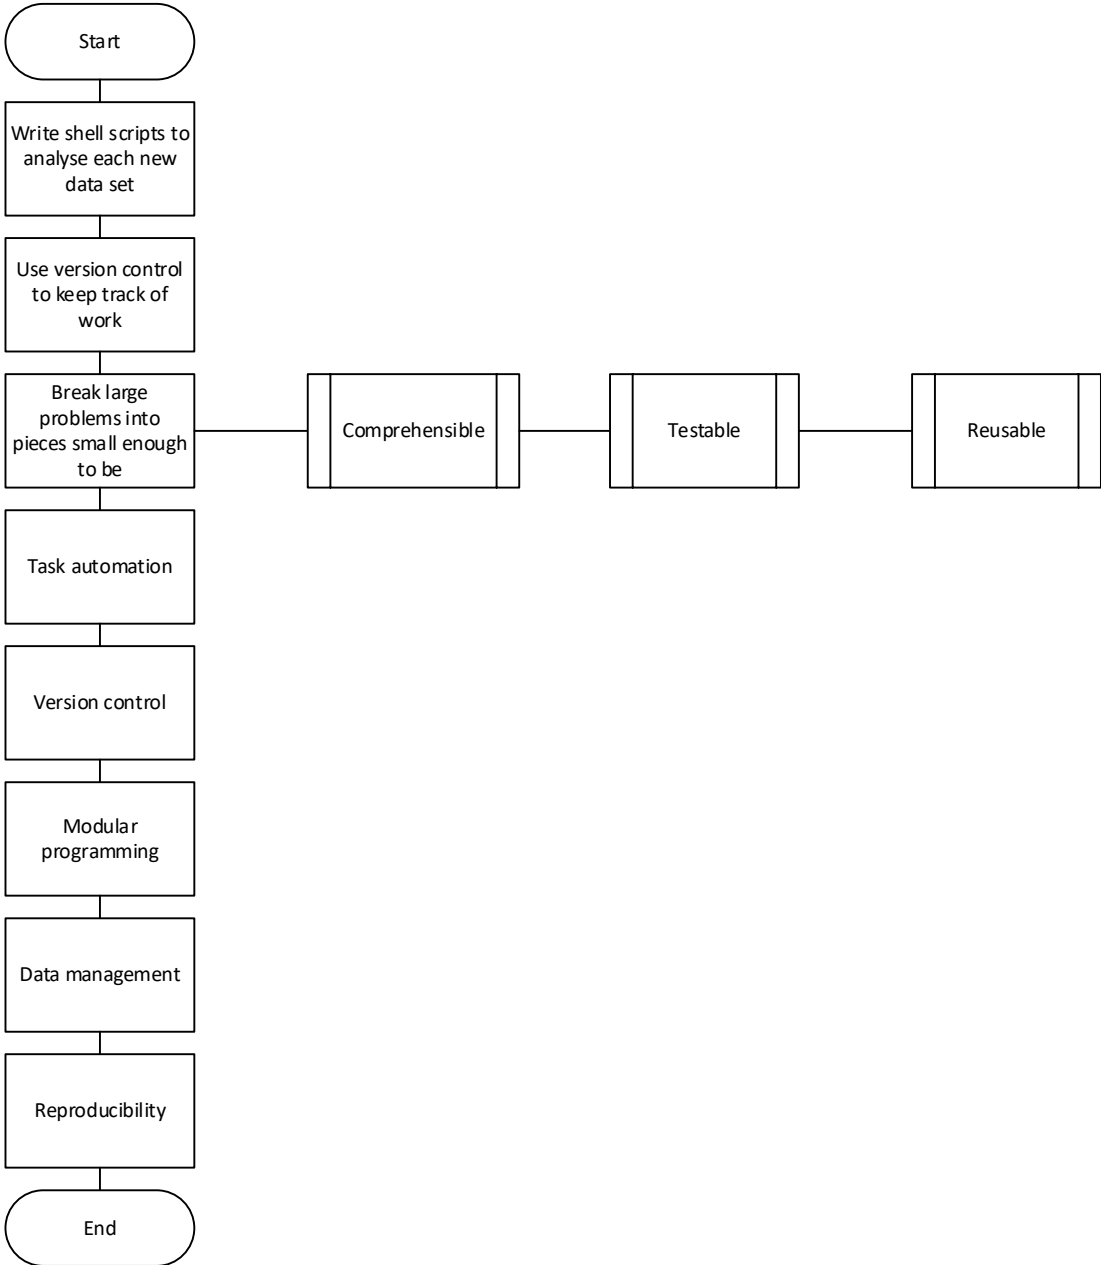 Start
Write shell scripts to
analyse each new
data set
Use version control
to keep track of
work
Break large
problems into
pieces small enough
to be
Comprehensible
Testable
Reusable
Task automation
Version control
Modular
programming
Data management
Reproducibility
End